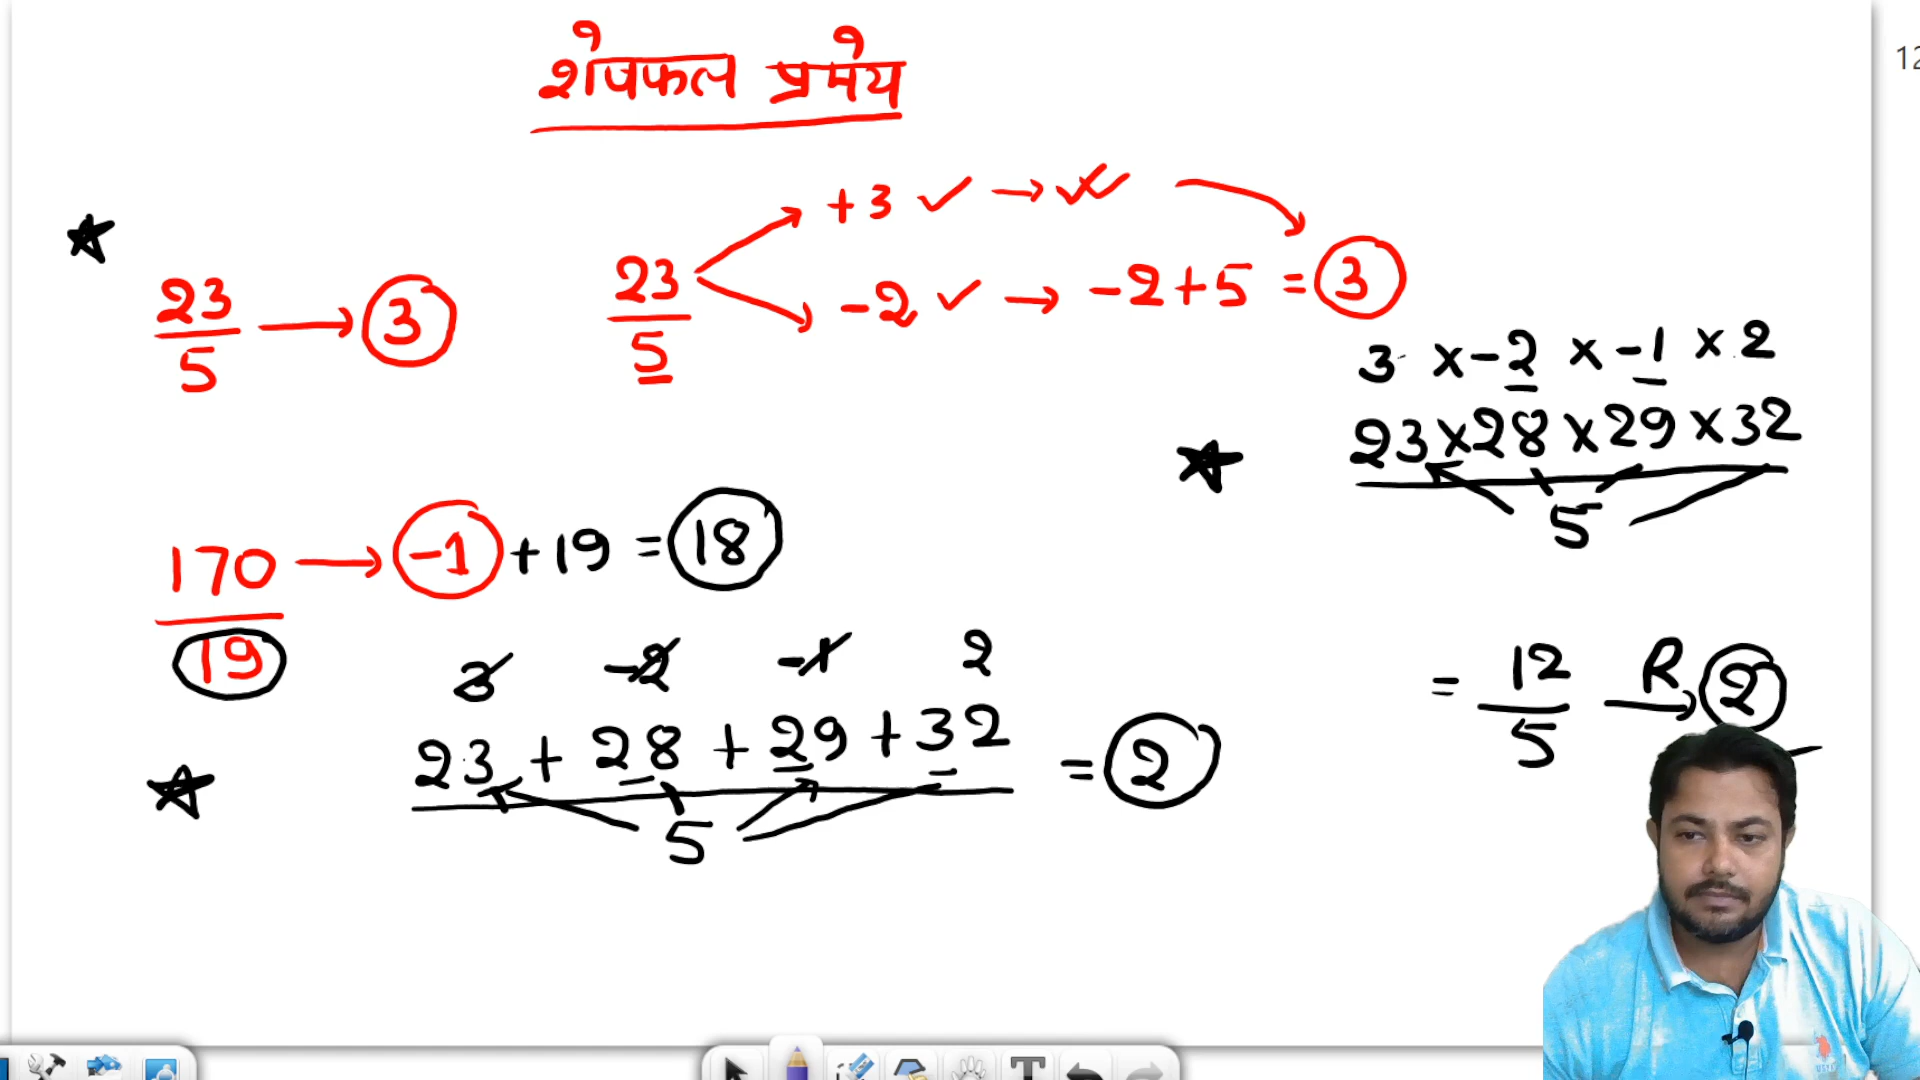 शेषफल प्रमेय
12
23/5 → 3
23/5 → +3 ✓ → ✓
→ -2 ✓ → -2+5 = 3
3 × -2 × -1 × 2
23×28×29×32
5
170/19 → -1 +19 = 18
= 12/5 R→ 2
3 -2 -1 2
23 + 28 + 29 + 32 = 2
5
T